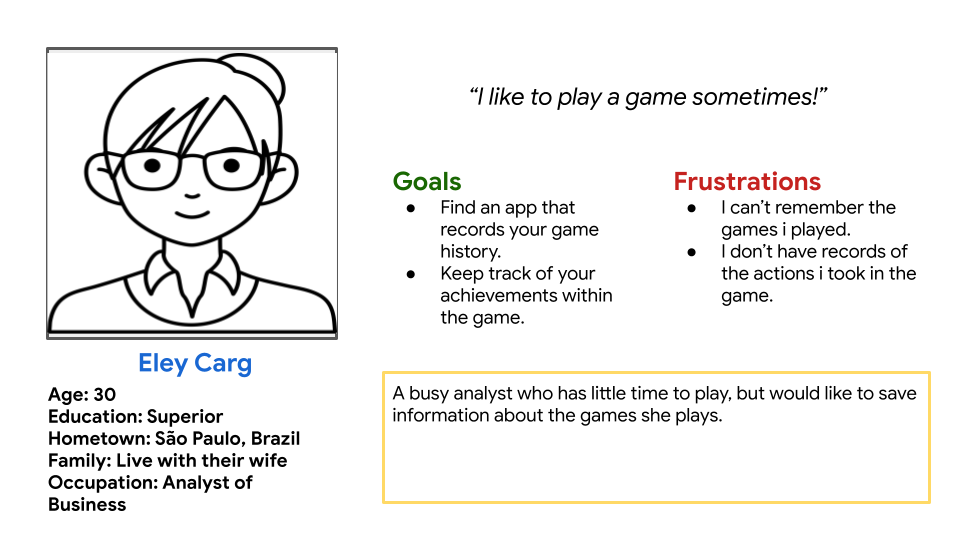 “I like to play a game sometimes!”
Goals
● Find an app that
records your game
history.
● Keep track of your
achievements within
the game.
Frustrations
● I can’t remember the
games i played.
● I don’t have records of
the actions i took in the
game.
Eley Carg
Age: 30
Education: Superior
Hometown: São Paulo, Brazil
Family: Live with their wife
Occupation: Analyst of
Business
A busy analyst who has little time to play, but would like to save
information about the games she plays.